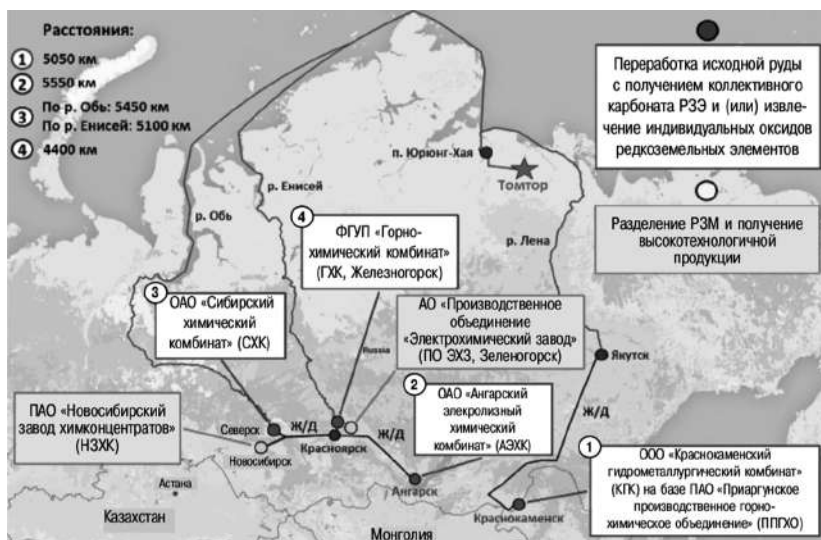 Расстояния:
1 5050 км
2 5550 км
3 По р. Обь: 5450 км
По р. Енисей: 5100 км
4 4400 км
Переработка исходной руды
с получением коллективного
карбоната РЗЭ и (или) извле-
чение индивидуальных оксидов
редкоземельных элементов
Разделение РЗМ и получение
высокотехнологичной
продукции
п. Юрюнг-Хая
Томтор
р. Енисей
р. Обь
р. Лена
4
ФГУП «Горно-
химический комбинат»
(ГХК, Железногорск)
3
ОАО «Сибирский
химический
комбинат» (СХК)
АО «Производственное
объединение
«Электрохимический завод»
(ПО ЭХЗ, Зеленогорск)
Russia
Якутск
2
ОАО «Ангарский
элекролизный
химический
комбинат» (АЭХК)
ПАО «Новосибирский
завод химконцентратов»
(НЗХК)
Северск
Ж/Д
Ж/Д
Ж/Д
Красноярск
Новосибирск
1
ООО «Краснокаменский
гидрометаллургический комбинат»
(КГК) на базе ПАО «Приаргунское
производственное горно-
химическое объединение» (ППГХО)
Астана
Ангарск
Краснокаменск
Казахстан
Монголия